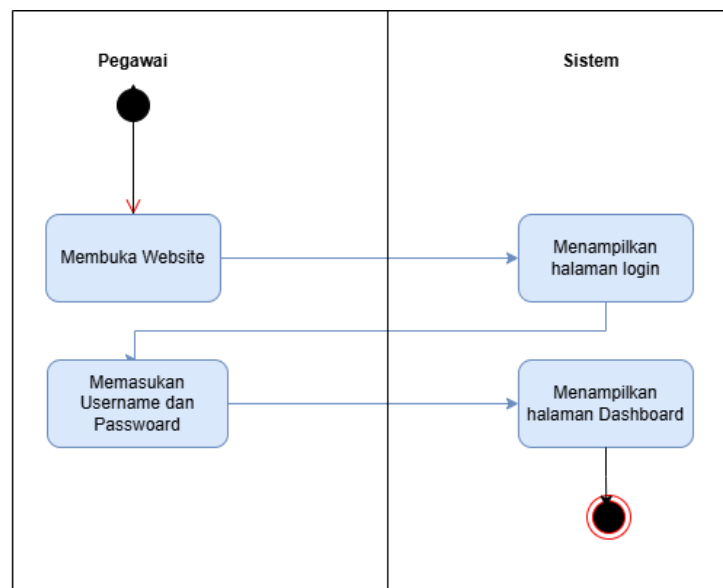 Pegawai
Sistem
Membuka Website
Menampilkan
halaman login
Memasukan
Username dan
Passwoard
Menampilkan
halaman Dashboard